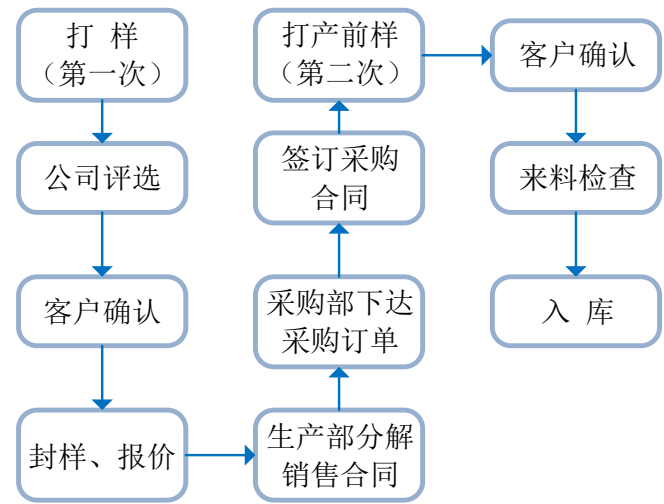 打 样
（第一次）
公司评选
客户确认
封样、报价
生产部分解
销售合同
采购部下达
采购订单
签订采购
合同
打产前样
（第二次）
客户确认
来料检查
入 库